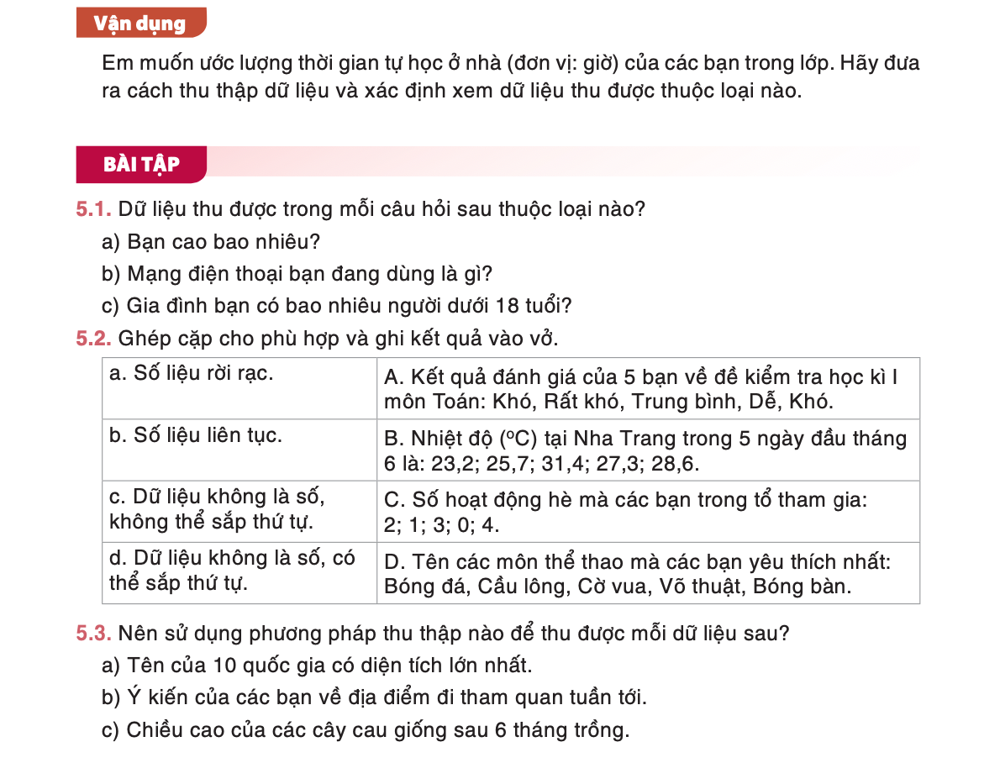 Vận dụng
Em muốn ước lượng thời gian tự học ở nhà (đơn vị: giờ) của các bạn trong lớp. Hãy đưa
ra cách thu thập dữ liệu và xác định xem dữ liệu thu được thuộc loại nào.
BÀI TẬP
5.1. Dữ liệu thu được trong mỗi câu hỏi sau thuộc loại nào?
a) Bạn cao bao nhiêu?
b) Mạng điện thoại bạn đang dùng là gì?
c) Gia đình bạn có bao nhiêu người dưới 18 tuổi?
5.2. Ghép cặp cho phù hợp và ghi kết quả vào vở.
a. Số liệu rời rạc.
A. Kết quả đánh giá của 5 bạn về đề kiểm tra học kì I
môn Toán: Khó, Rất khó, Trung bình, Dễ, Khó.
b. Số liệu liên tục.
B. Nhiệt độ (ºC) tại Nha Trang trong 5 ngày đầu tháng
6 là: 23,2; 25,7; 31,4; 27,3; 28,6.
c. Dữ liệu không là số,
không thể sắp thứ tự.
C. Số hoạt động hè mà các bạn trong tổ tham gia:
2; 1; 3; 0; 4.
d. Dữ liệu không là số, có
thể sắp thứ tự.
D. Tên các môn thể thao mà các bạn yêu thích nhất:
Bóng đá, Cầu lông, Cờ vua, Võ thuật, Bóng bàn.
5.3. Nên sử dụng phương pháp thu thập nào để thu được mỗi dữ liệu sau?
a) Tên của 10 quốc gia có diện tích lớn nhất.
b) Ý kiến của các bạn về địa điểm đi tham quan tuần tới.
c) Chiều cao của các cây cau giống sau 6 tháng trồng.